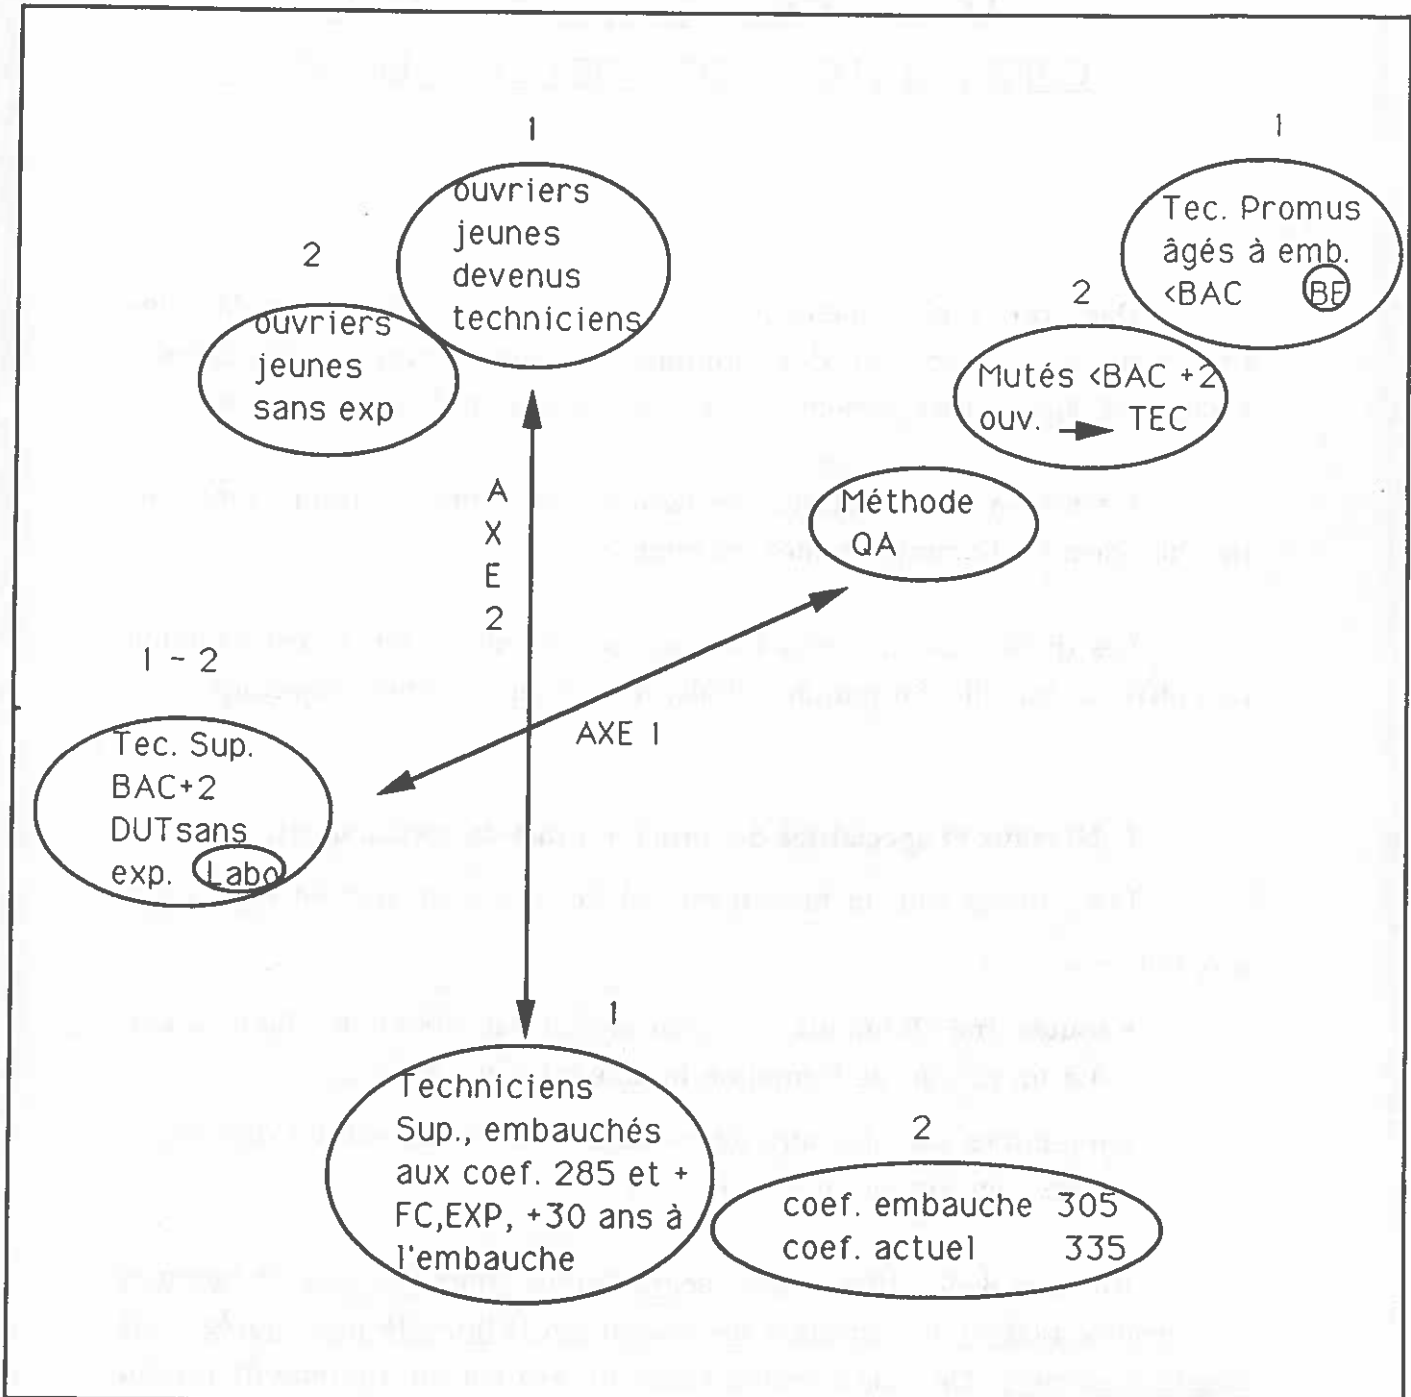 1
ouvriers
jeunes
devenus
techniciens
2
ouvriers
jeunes
sans exp
1
Tec. Promus
âgés à emb.
<BAC BE
2
Mutés <BAC +2
ouv. → TEC
Méthode
QA
A
X
E
2
AXE 1
1 - 2
Tec. Sup.
BAC+2
DUTsans
exp. Labo
1
Techniciens
Sup., embauchés
aux coef. 285 et +
FC,EXP, +30 ans à
l'embauche
2
coef. embauche 305
coef. actuel 335